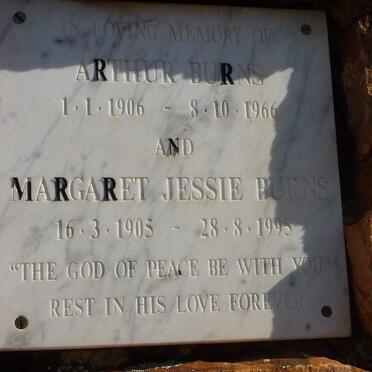 IN LOVING MEMORY OF
ARTHUR BURNS
1·1·1906 - 8·10·1966
AND
MARGARET JESSIE BURNS
16·3·1905 - 28·8·1995
"THE GOD OF PEACE BE WITH YOU"
REST IN HIS LOVE FOREVER